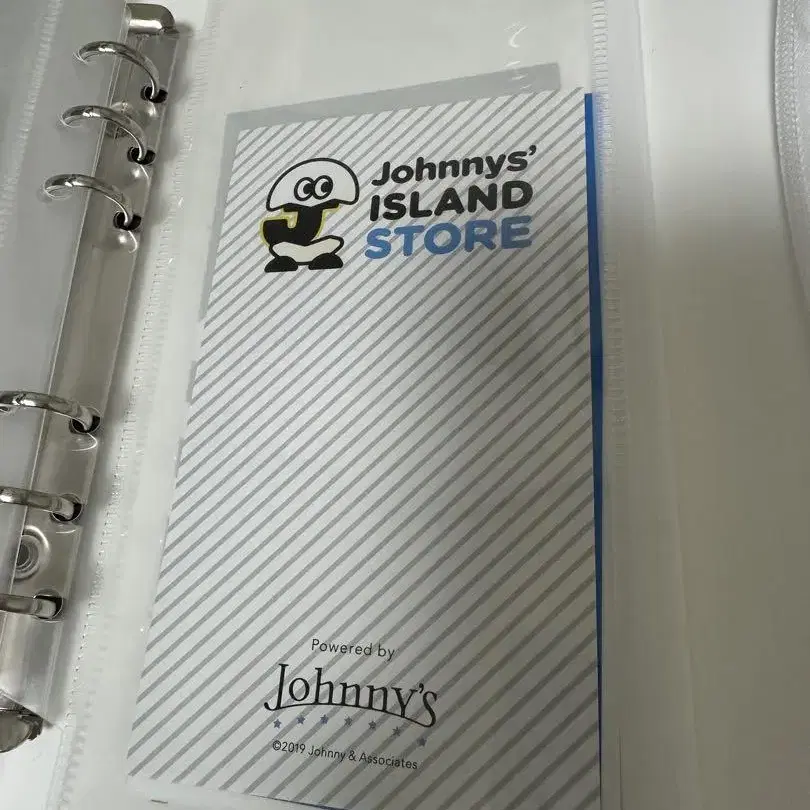 Johnnys'
ISLAND
STORE
Powered by
Johnny's
©2019 Johnny & Associates